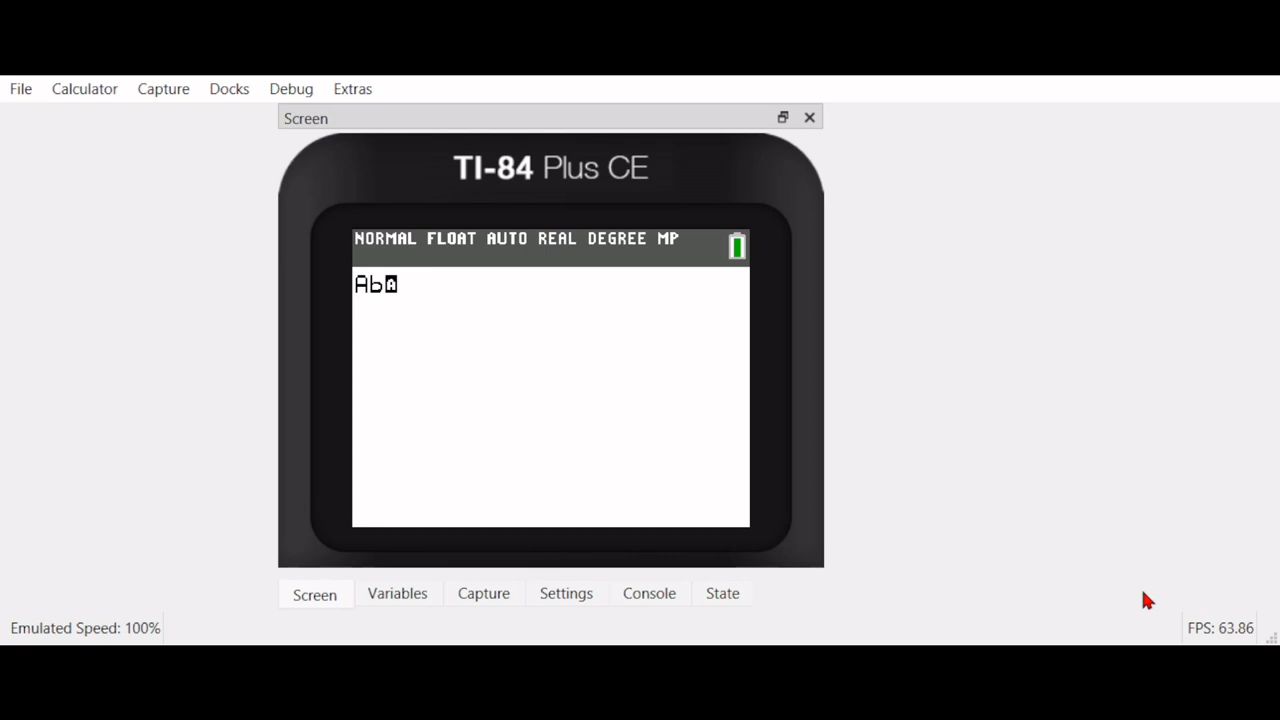 File Calculator Capture Docks Debug Extras
Screen
TI-84 Plus CE
NORMAL FLOAT AUTO REAL DEGREE MP
AbA
Screen Variables Capture Settings Console State
Emulated Speed: 100% FPS: 63.86